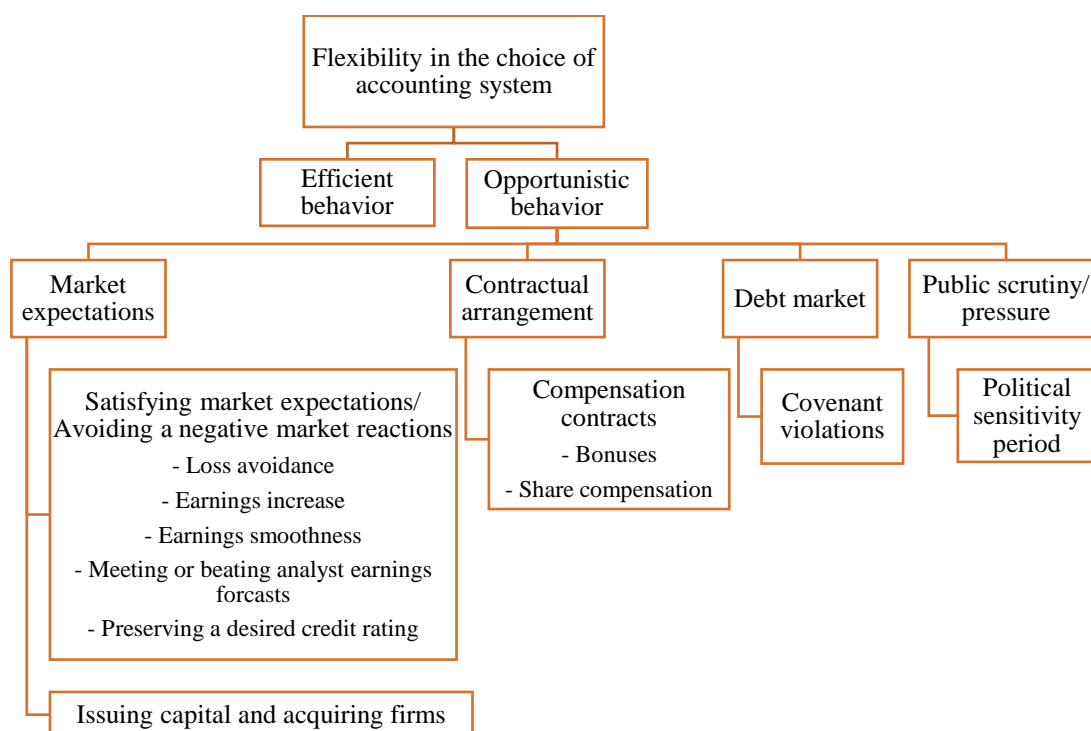 Flexibility in the choice of
accounting system
Efficient
behavior
Opportunistic
behavior
Market
expectations
Contractual
arrangement
Debt market
Public scrutiny/
pressure
Satisfying market expectations/
Avoiding a negative market reactions
- Loss avoidance
- Earnings increase
- Earnings smoothness
- Meeting or beating analyst earnings
forcasts
- Preserving a desired credit rating
Issuing capital and acquiring firms
Compensation
contracts
- Bonuses
- Share compensation
Covenant
violations
Political
sensitivity
period